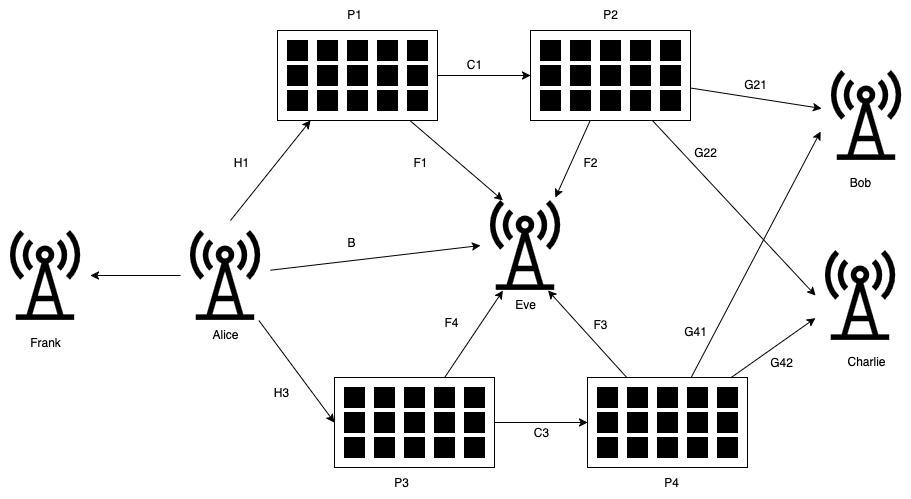 P1
P2
C1
G21
H1
F1
F2
G22
Bob
B
Eve
Frank
Alice
F4
F3
G41
G42
Charlie
H3
C3
P3
P4